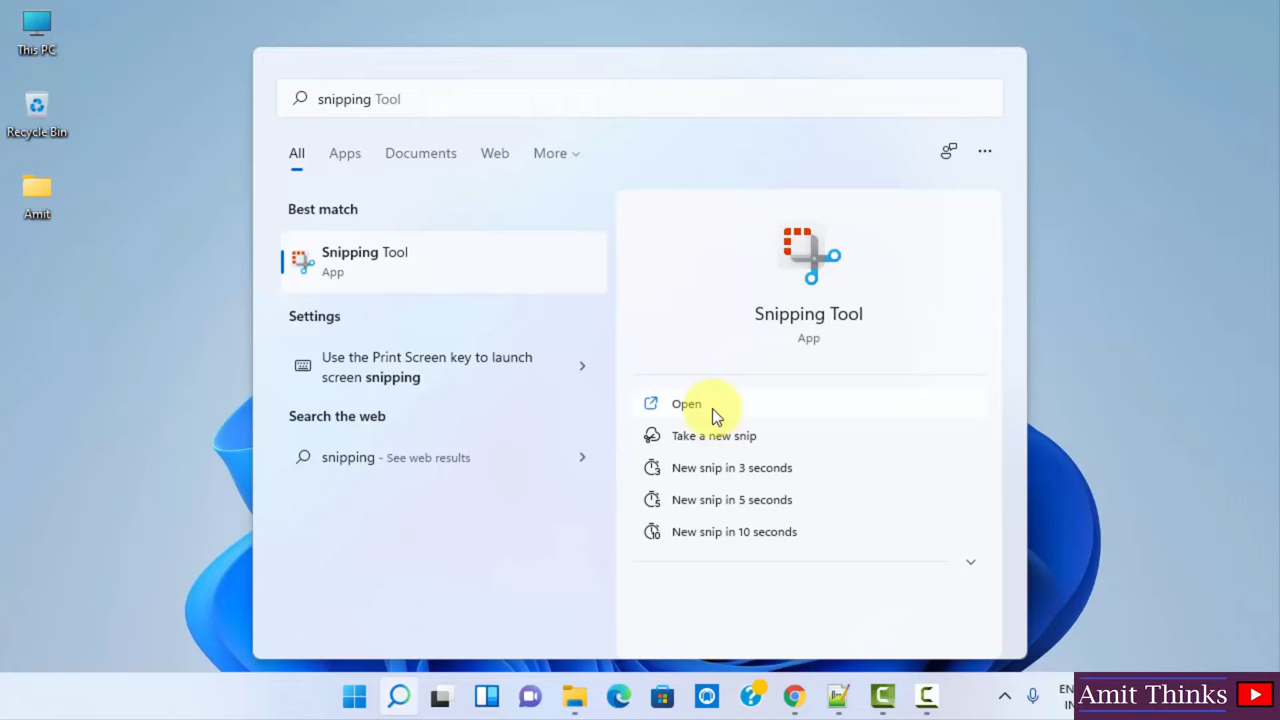 This PC
Recycle Bin
Amit
snipping Tool
All Apps Documents Web More
Best match
Snipping Tool
App
Settings
Use the Print Screen key to launch
screen snipping
Search the web
snipping - See web results
Snipping Tool
App
Open
Take a new snip
New snip in 3 seconds
New snip in 5 seconds
New snip in 10 seconds
EN
IN
Amit Thinks